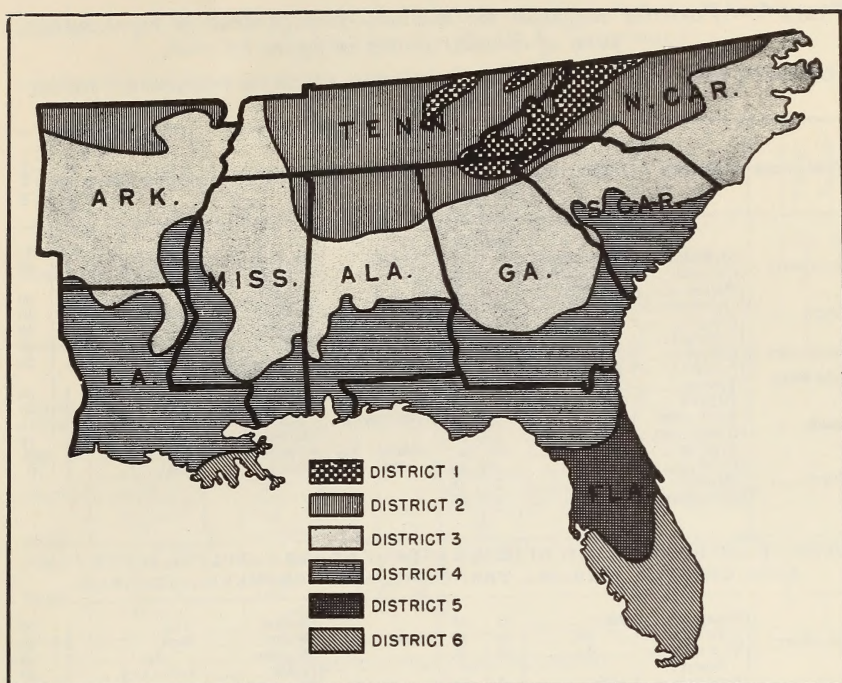 TENN.
N. CAR.
ARK.
S. CAR.
MISS.
ALA.
GA.
LA.
FLA.
DISTRICT 1
DISTRICT 2
DISTRICT 3
DISTRICT 4
DISTRICT 5
DISTRICT 6